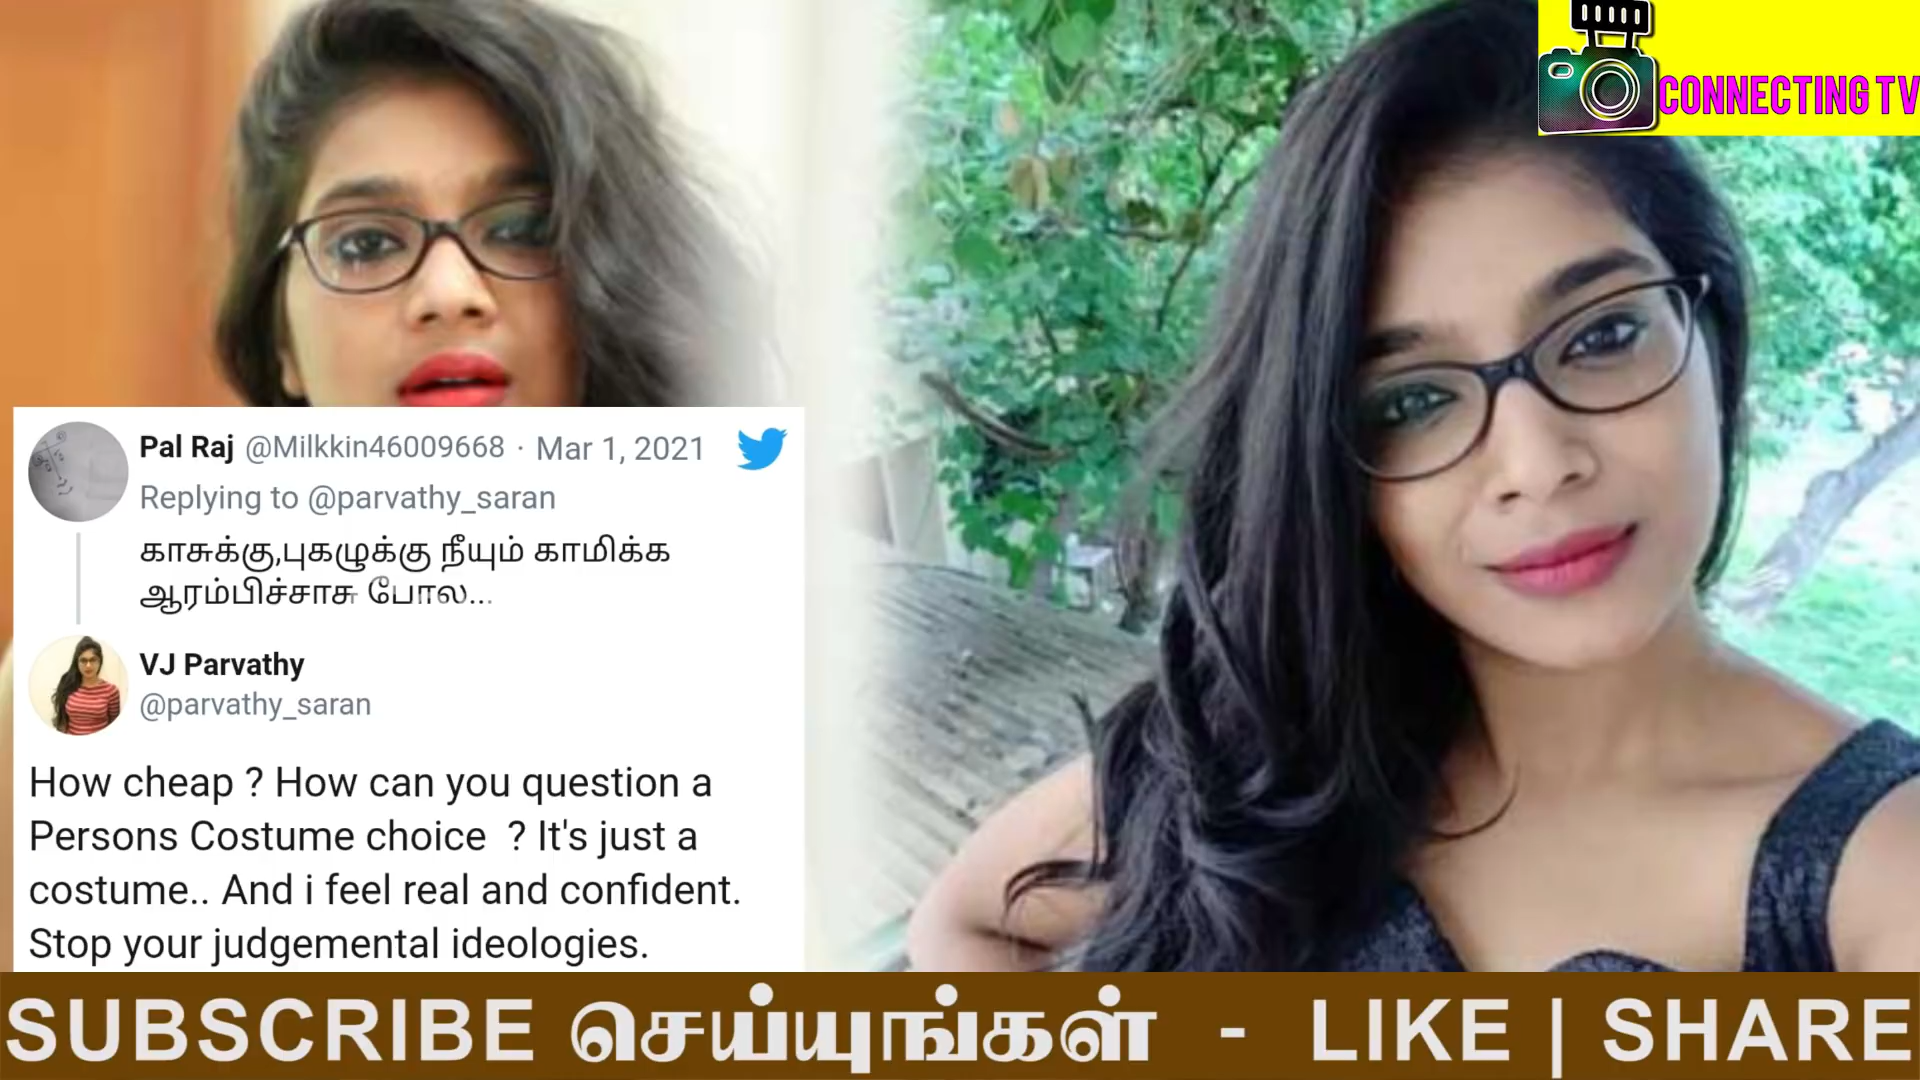 CONNECTING TV
Pal Raj @Milkkin46009668 · Mar 1, 2021
Replying to @parvathy_saran
காசுக்கு,புகழுக்கு நீயும் காமிக்க
ஆரம்பிச்சாசு போல...
VJ Parvathy
@parvathy_saran
How cheap ? How can you question a
Persons Costume choice ? It's just a
costume.. And i feel real and confident.
Stop your judgemental ideologies.
SUBSCRIBE செய்யுங்கள் - LIKE | SHARE